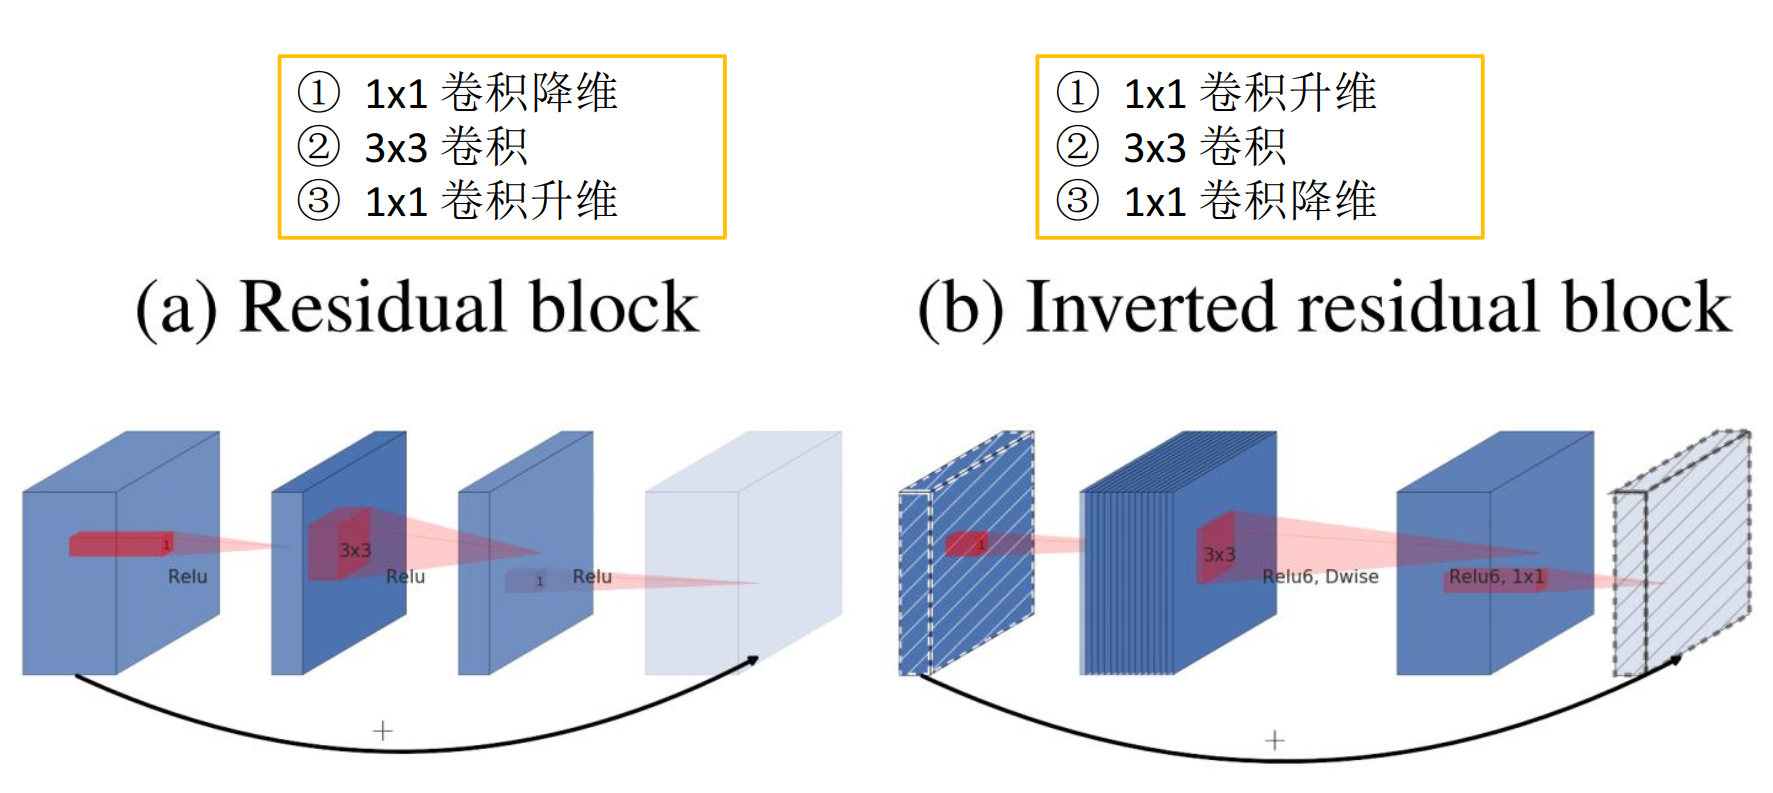 ① 1x1 卷积降维
② 3x3 卷积
③ 1x1 卷积升维
① 1x1 卷积升维
② 3x3 卷积
③ 1x1 卷积降维
(a) Residual block
(b) Inverted residual block
1
Relu
3x3
Relu
1
Relu
+
1
3x3
Relu6, Dwise
Relu6, 1x1
+